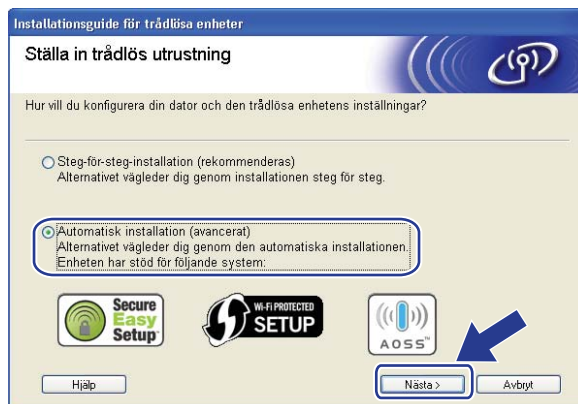 Installationsguide för trådlösa enheter
Ställa in trådlös utrustning
Hur vill du konfigurera din dator och den trådlösa enhetens inställningar?
Steg-för-steg-installation (rekommenderas)
Alternativet vägleder dig genom installationen steg för steg.
Automatisk installation (avancerat)
Alternativet vägleder dig genom den automatiska installationen.
Enheten har stöd för följande system:
Secure
Easy
Setup
Wi-Fi PROTECTED
SETUP
AOSS™
Hjälp
Nästa >
Avbryt